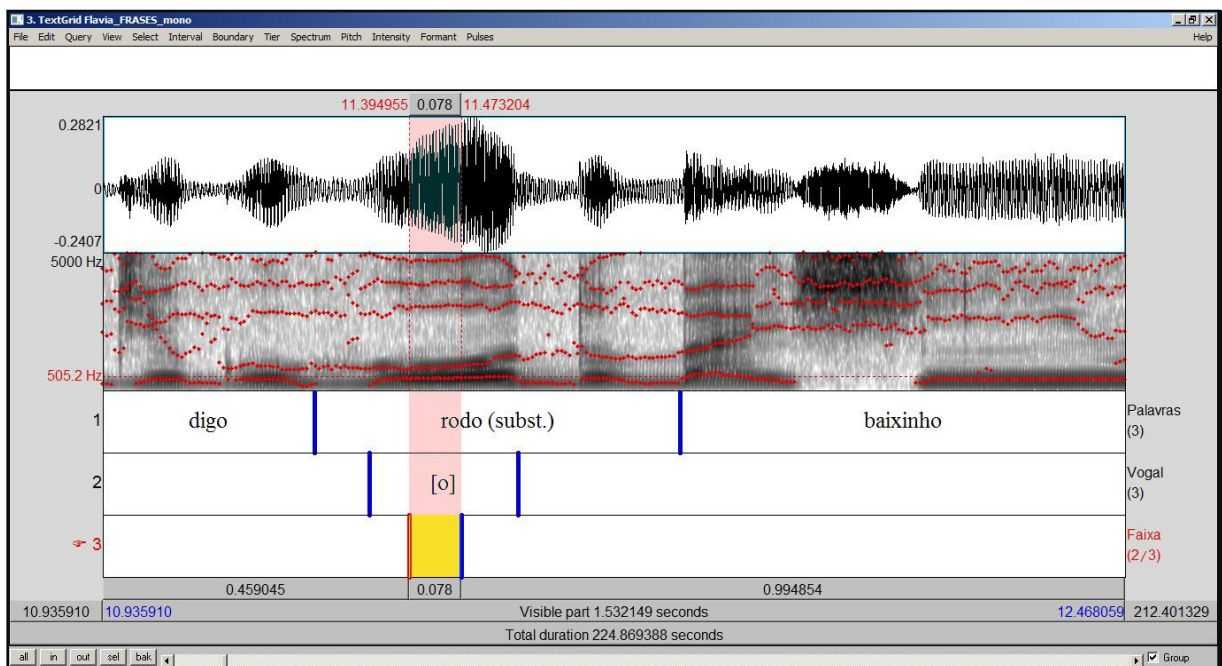 3. TextGrid Flavia_FRASES_mono
File Edit Query View Select Interval Boundary Tier Spectrum Pitch Intensity Formant Pulses Help
11.394955 0.078 11.473204
0.2821
0
-0.2407
5000 Hz
505.2 Hz
1 digo rodo (subst.) baixinho Palavras
(3)
2 [o] Vogal
(3)
3 Faixa
(2/3)
0.459045 0.078 0.994854
10.935910 10.935910 Visible part 1.532149 seconds 12.468059 212.401329
Total duration 224.869388 seconds
all in out sel bak Group